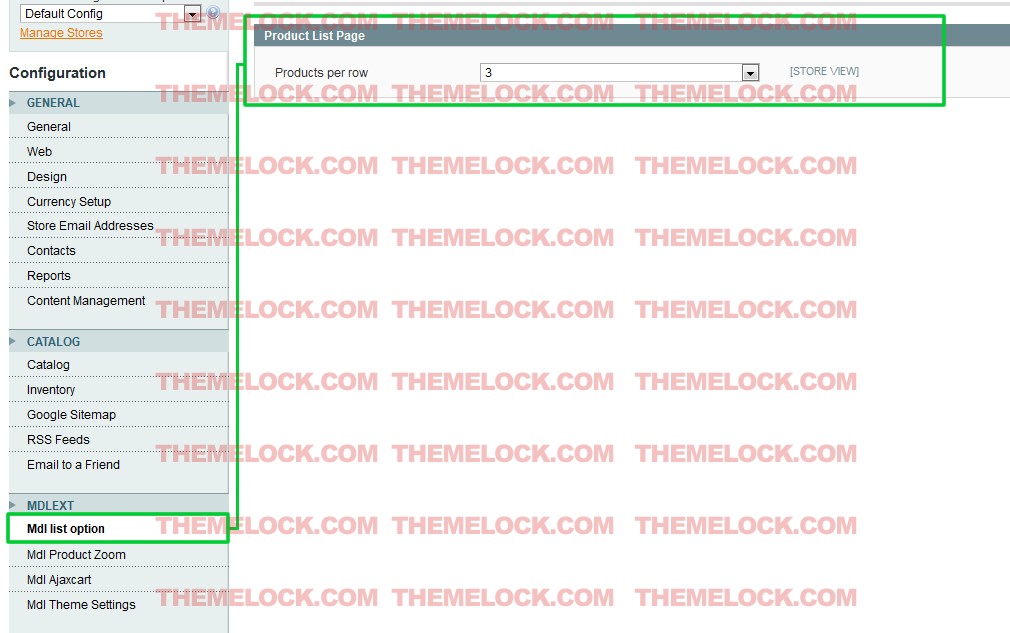 Default Config
Manage Stores
Configuration
GENERAL
General
Web
Design
Currency Setup
Store Email Addresses
Contacts
Reports
Content Management
CATALOG
Catalog
Inventory
Google Sitemap
RSS Feeds
Email to a Friend
MDLEXT
Mdl list option
Mdl Product Zoom
Mdl Ajaxcart
Mdl Theme Settings
Product List Page
Products per row 3 [STORE VIEW]
THEMELOCK.COM THEMELOCK.COM THEMELOCK.COM
THEMELOCK.COM THEMELOCK.COM THEMELOCK.COM
THEMELOCK.COM THEMELOCK.COM THEMELOCK.COM
THEMELOCK.COM THEMELOCK.COM THEMELOCK.COM
THEMELOCK.COM THEMELOCK.COM THEMELOCK.COM
THEMELOCK.COM THEMELOCK.COM THEMELOCK.COM
THEMELOCK.COM THEMELOCK.COM THEMELOCK.COM
THEMELOCK.COM THEMELOCK.COM THEMELOCK.COM
THEMELOCK.COM THEMELOCK.COM THEMELOCK.COM